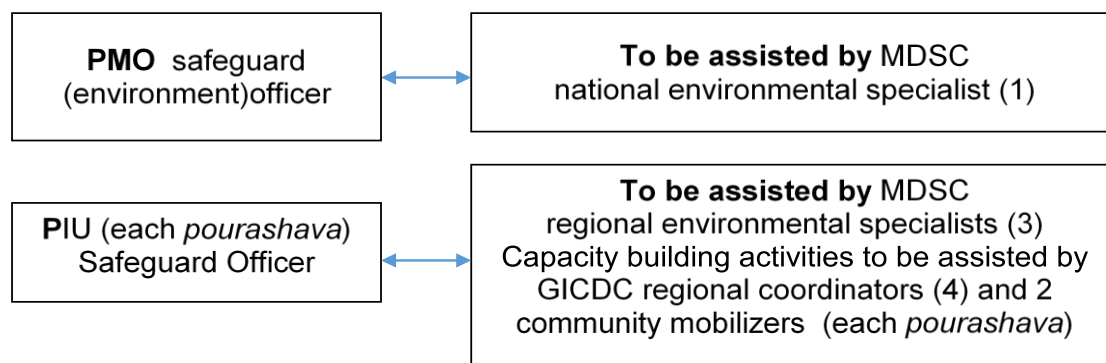 PMO safeguard
(environment)officer
To be assisted by MDSC
national environmental specialist (1)
PIU (each pourashava)
Safeguard Officer
To be assisted by MDSC
regional environmental specialists (3)
Capacity building activities to be assisted by
GICDC regional coordinators (4) and 2
community mobilizers (each pourashava)